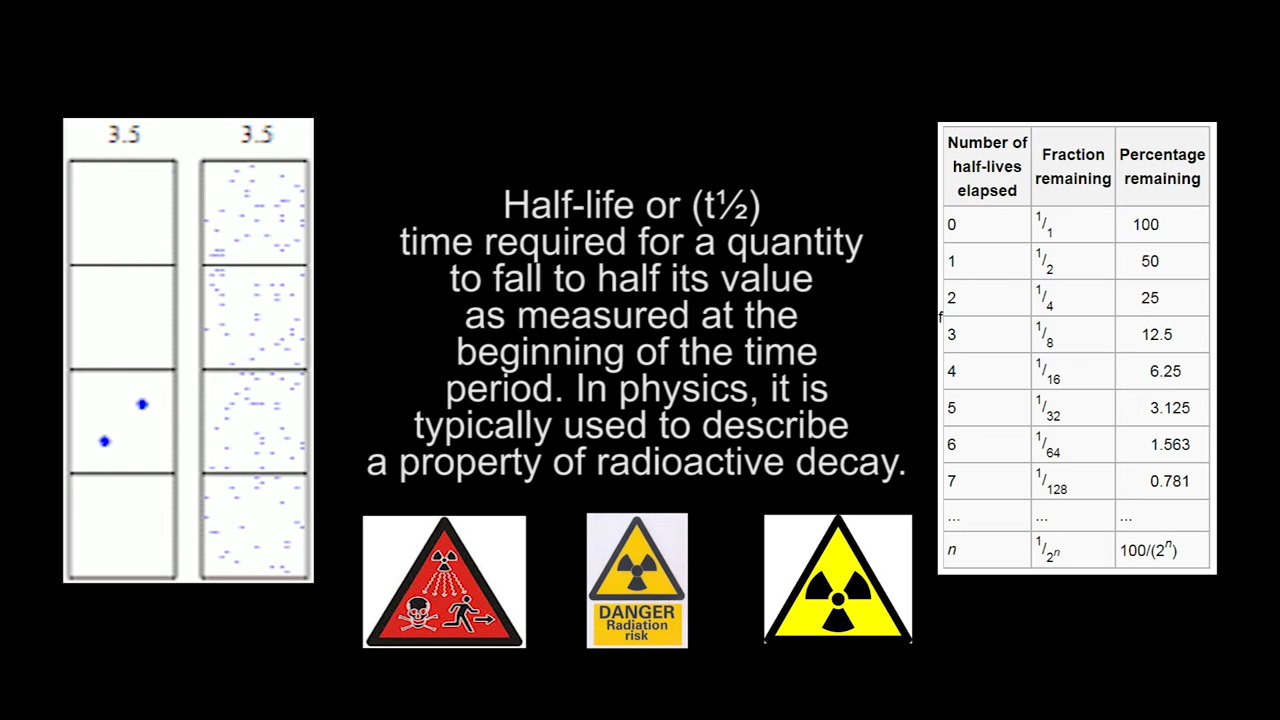 3.5 3.5
Half-life or (t½)
time required for a quantity
to fall to half its value
as measured at the
beginning of the time
period. In physics, it is
typically used to describe
a property of radioactive decay.
DANGER
Radiation
risk
Number of half-lives elapsed Fraction remaining Percentage remaining
0 1/1 100
1 1/2 50
2 1/4 25
f
3 1/8 12.5
4 1/16 6.25
5 1/32 3.125
6 1/64 1.563
7 1/128 0.781
... ... ...
n 1/2ⁿ 100/(2ⁿ)